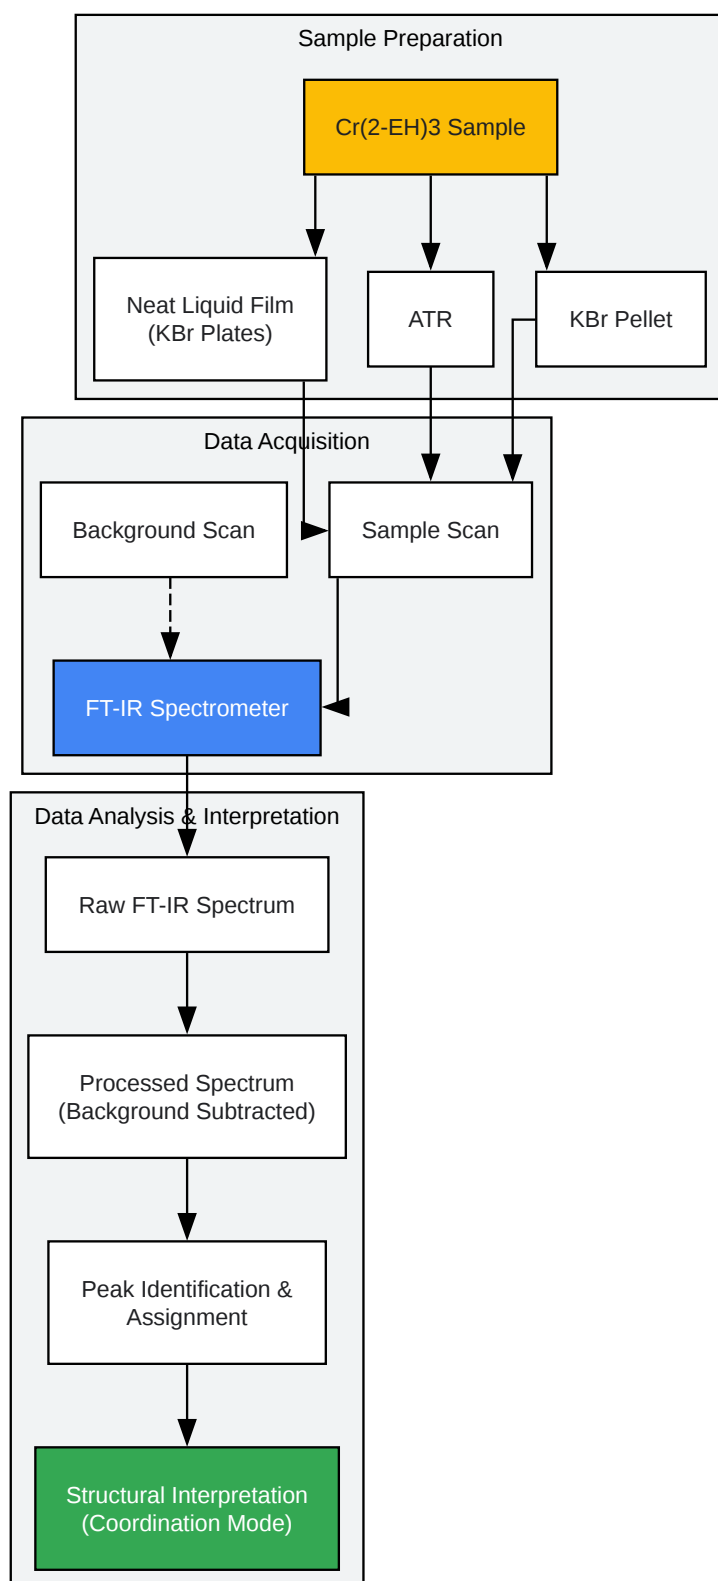 Sample Preparation
Cr(2-EH)3 Sample
Neat Liquid Film
(KBr Plates)
ATR
KBr Pellet
Data Acquisition
Background Scan
Sample Scan
FT-IR Spectrometer
Data Analysis & Interpretation
Raw FT-IR Spectrum
Processed Spectrum
(Background Subtracted)
Peak Identification &
Assignment
Structural Interpretation
(Coordination Mode)